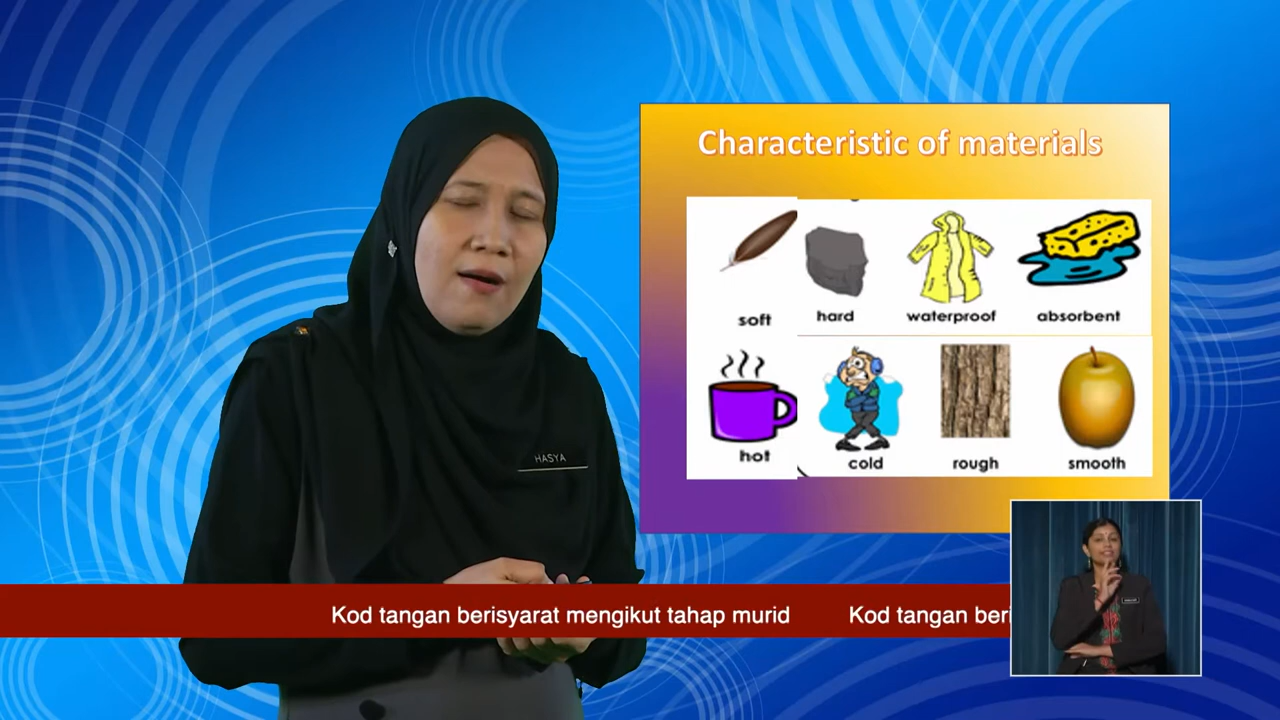 Characteristic of materials
soft
hard
waterproof
absorbent
hot
cold
rough
smooth
HASYA
Kod tangan berisyarat mengikut tahap murid
Kod tangan beri